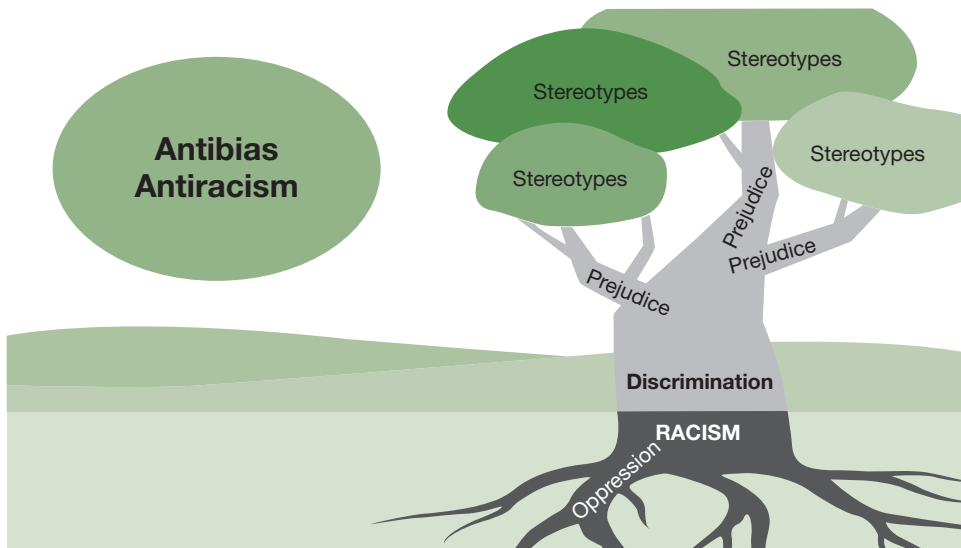 Antibias
Antiracism
Stereotypes
Stereotypes
Stereotypes
Stereotypes
Prejudice
Prejudice
Prejudice
Discrimination
RACISM
Oppression